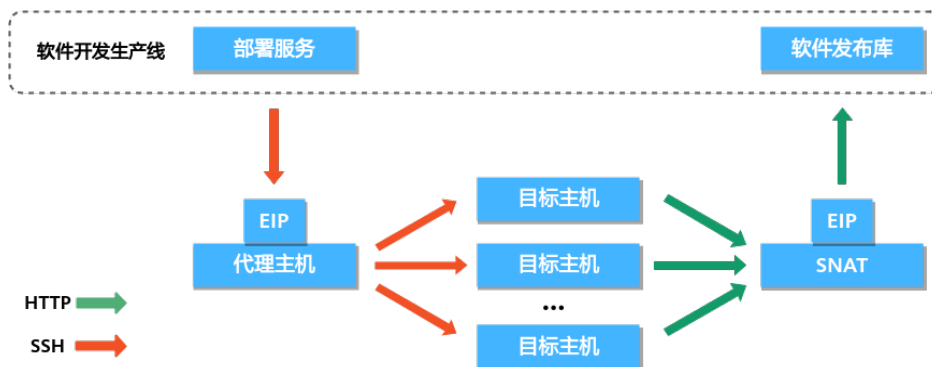 软件开发生产线
部署服务
软件发布库
EIP
代理主机
目标主机
目标主机
...
目标主机
EIP
SNAT
HTTP
SSH